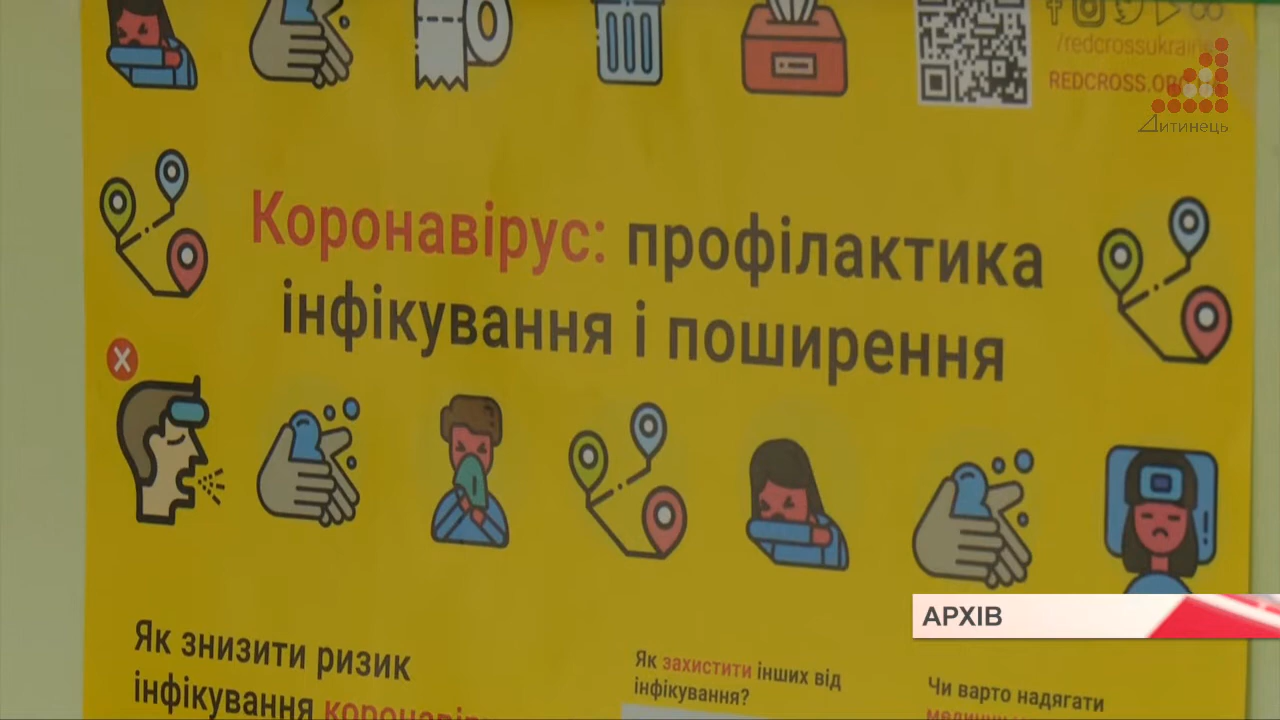 /redcrossukraine
REDCROSS.ORG
Дитинець
Коронавірус: профілактика
інфікування і поширення
АРХІВ
Як знизити ризик
інфікування
Як захистити інших від
інфікування?
Чи варто надягати